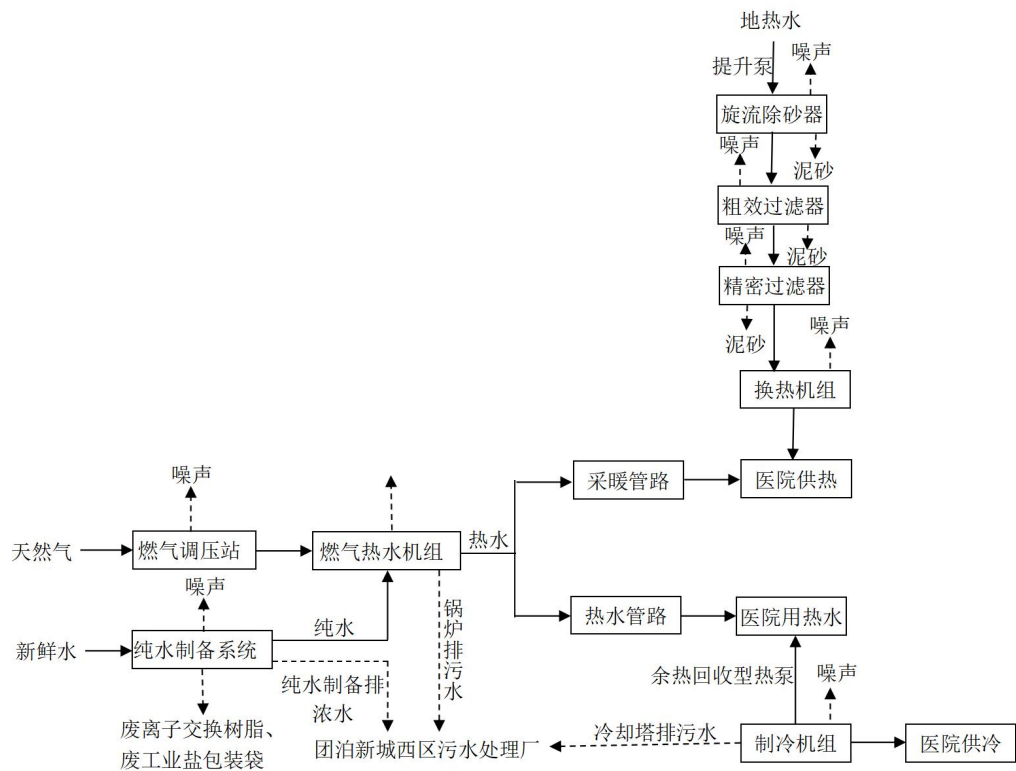 地热水
噪声
提升泵
旋流除砂器
噪声
泥砂
粗效过滤器
噪声
泥砂
精密过滤器
噪声
泥砂
换热机组
噪声
采暖管路
医院供热
天然气
燃气调压站
燃气热水机组
热水
噪声
热水管路
医院用热水
新鲜水
纯水制备系统
纯水
锅炉排污水
余热回收型热泵
噪声
纯水制备排
浓水
废离子交换树脂、
废工业盐包装袋
团泊新城西区污水处理厂
冷却塔排污水
制冷机组
医院供冷